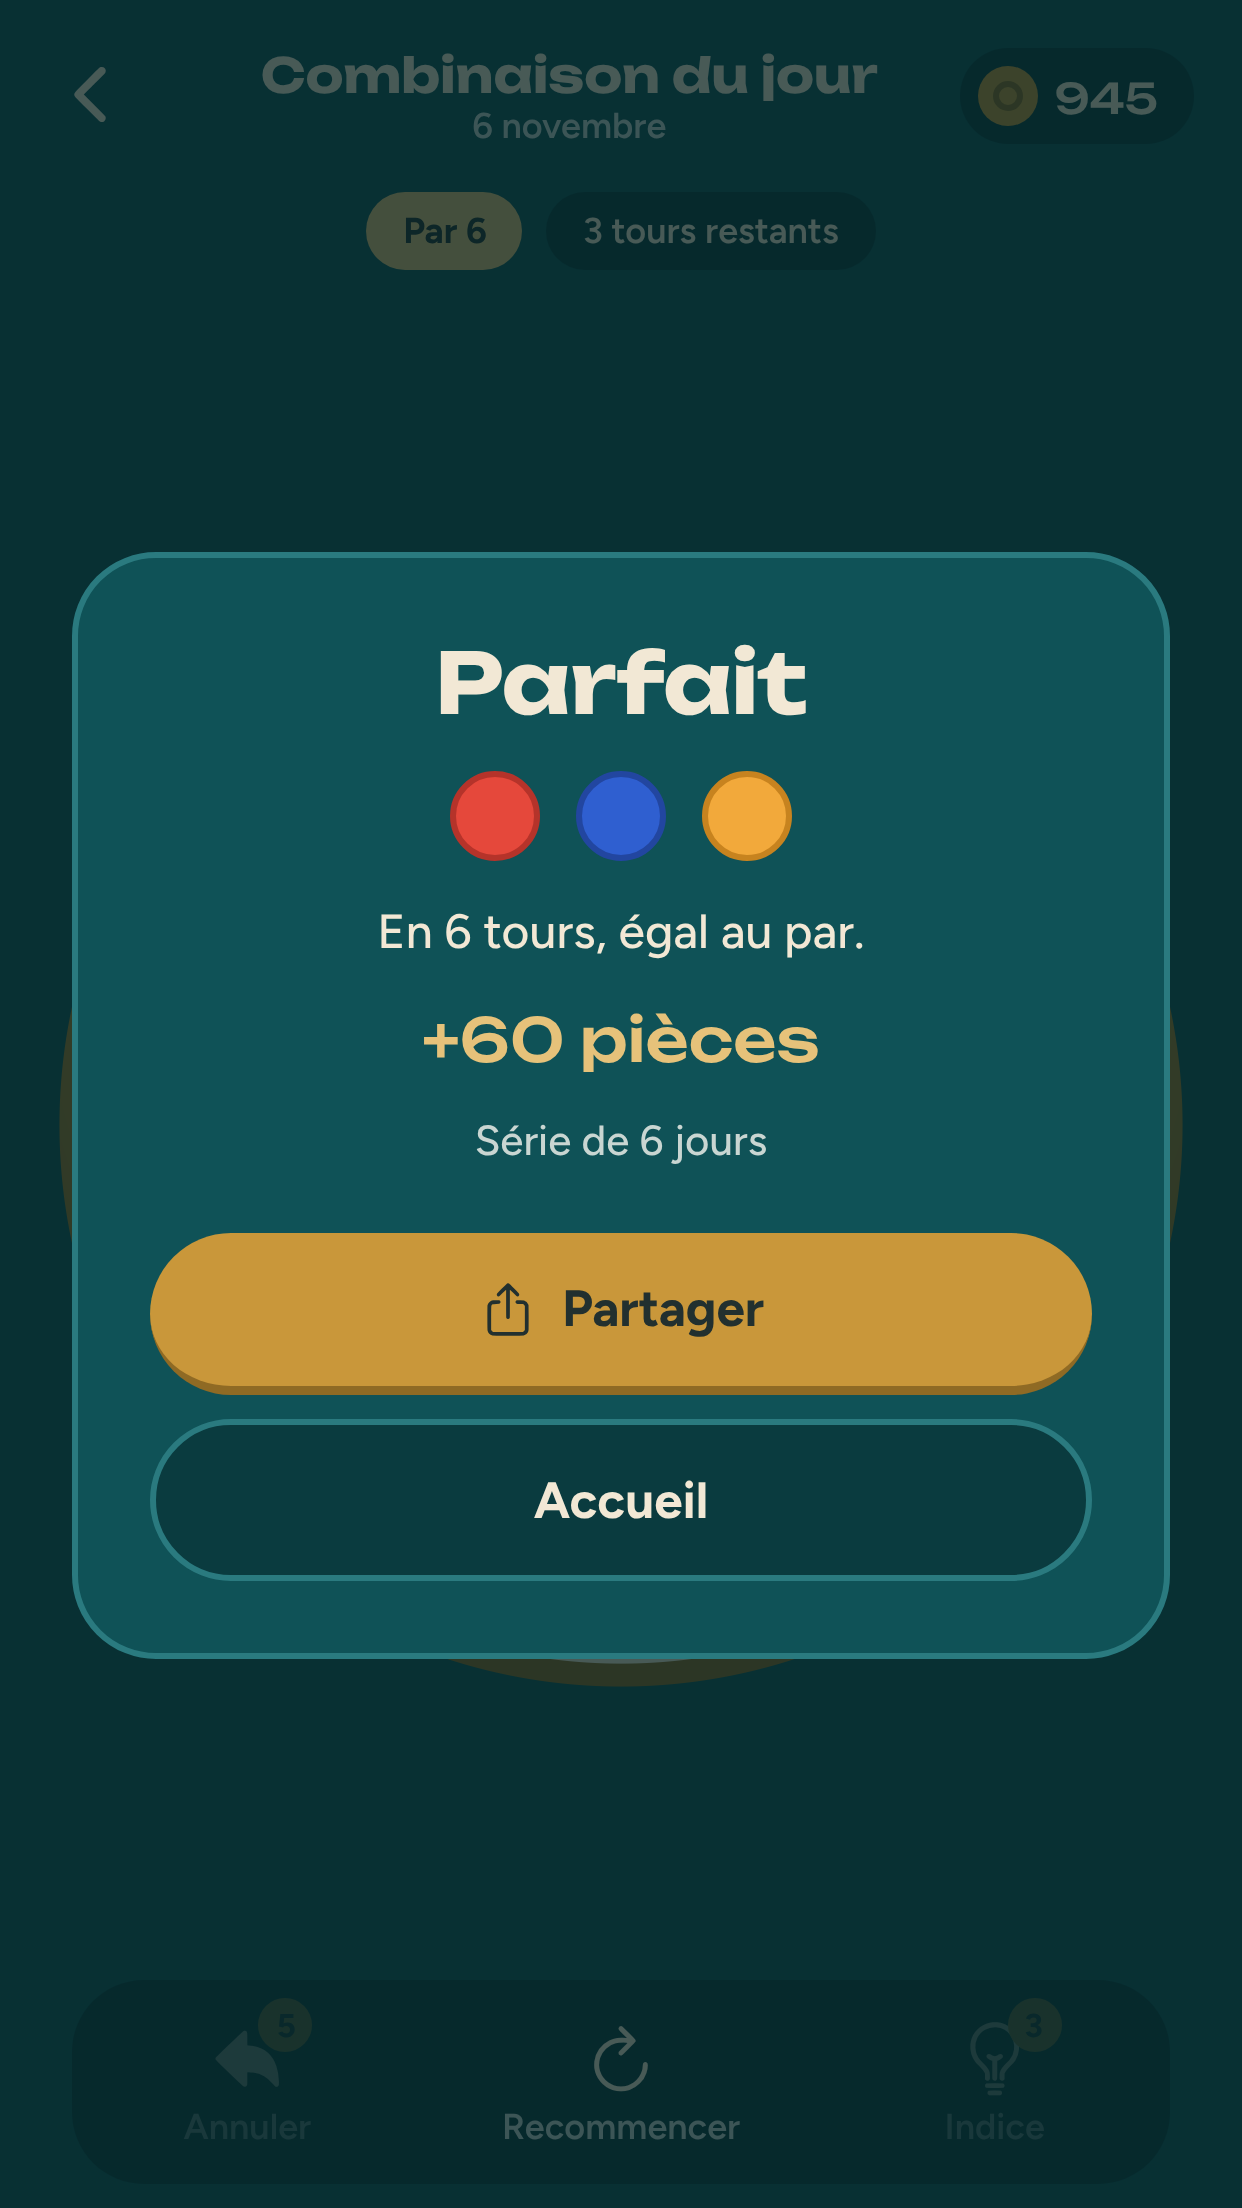 Combinaison du jour
6 novembre
945
Par 6
3 tours restants
Parfait
En 6 tours, égal au par.
+60 pièces
Série de 6 jours
Partager
Accueil
5
3
Annuler
Recommencer
Indice